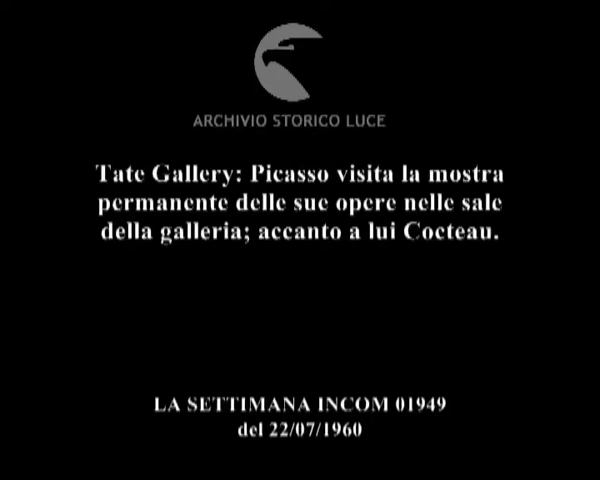 ARCHIVIO STORICO LUCE
Tate Gallery: Picasso visita la mostra
permanente delle sue opere nelle sale
della galleria; accanto a lui Cocteau.
LA SETTIMANA INCOM 01949
del 22/07/1960